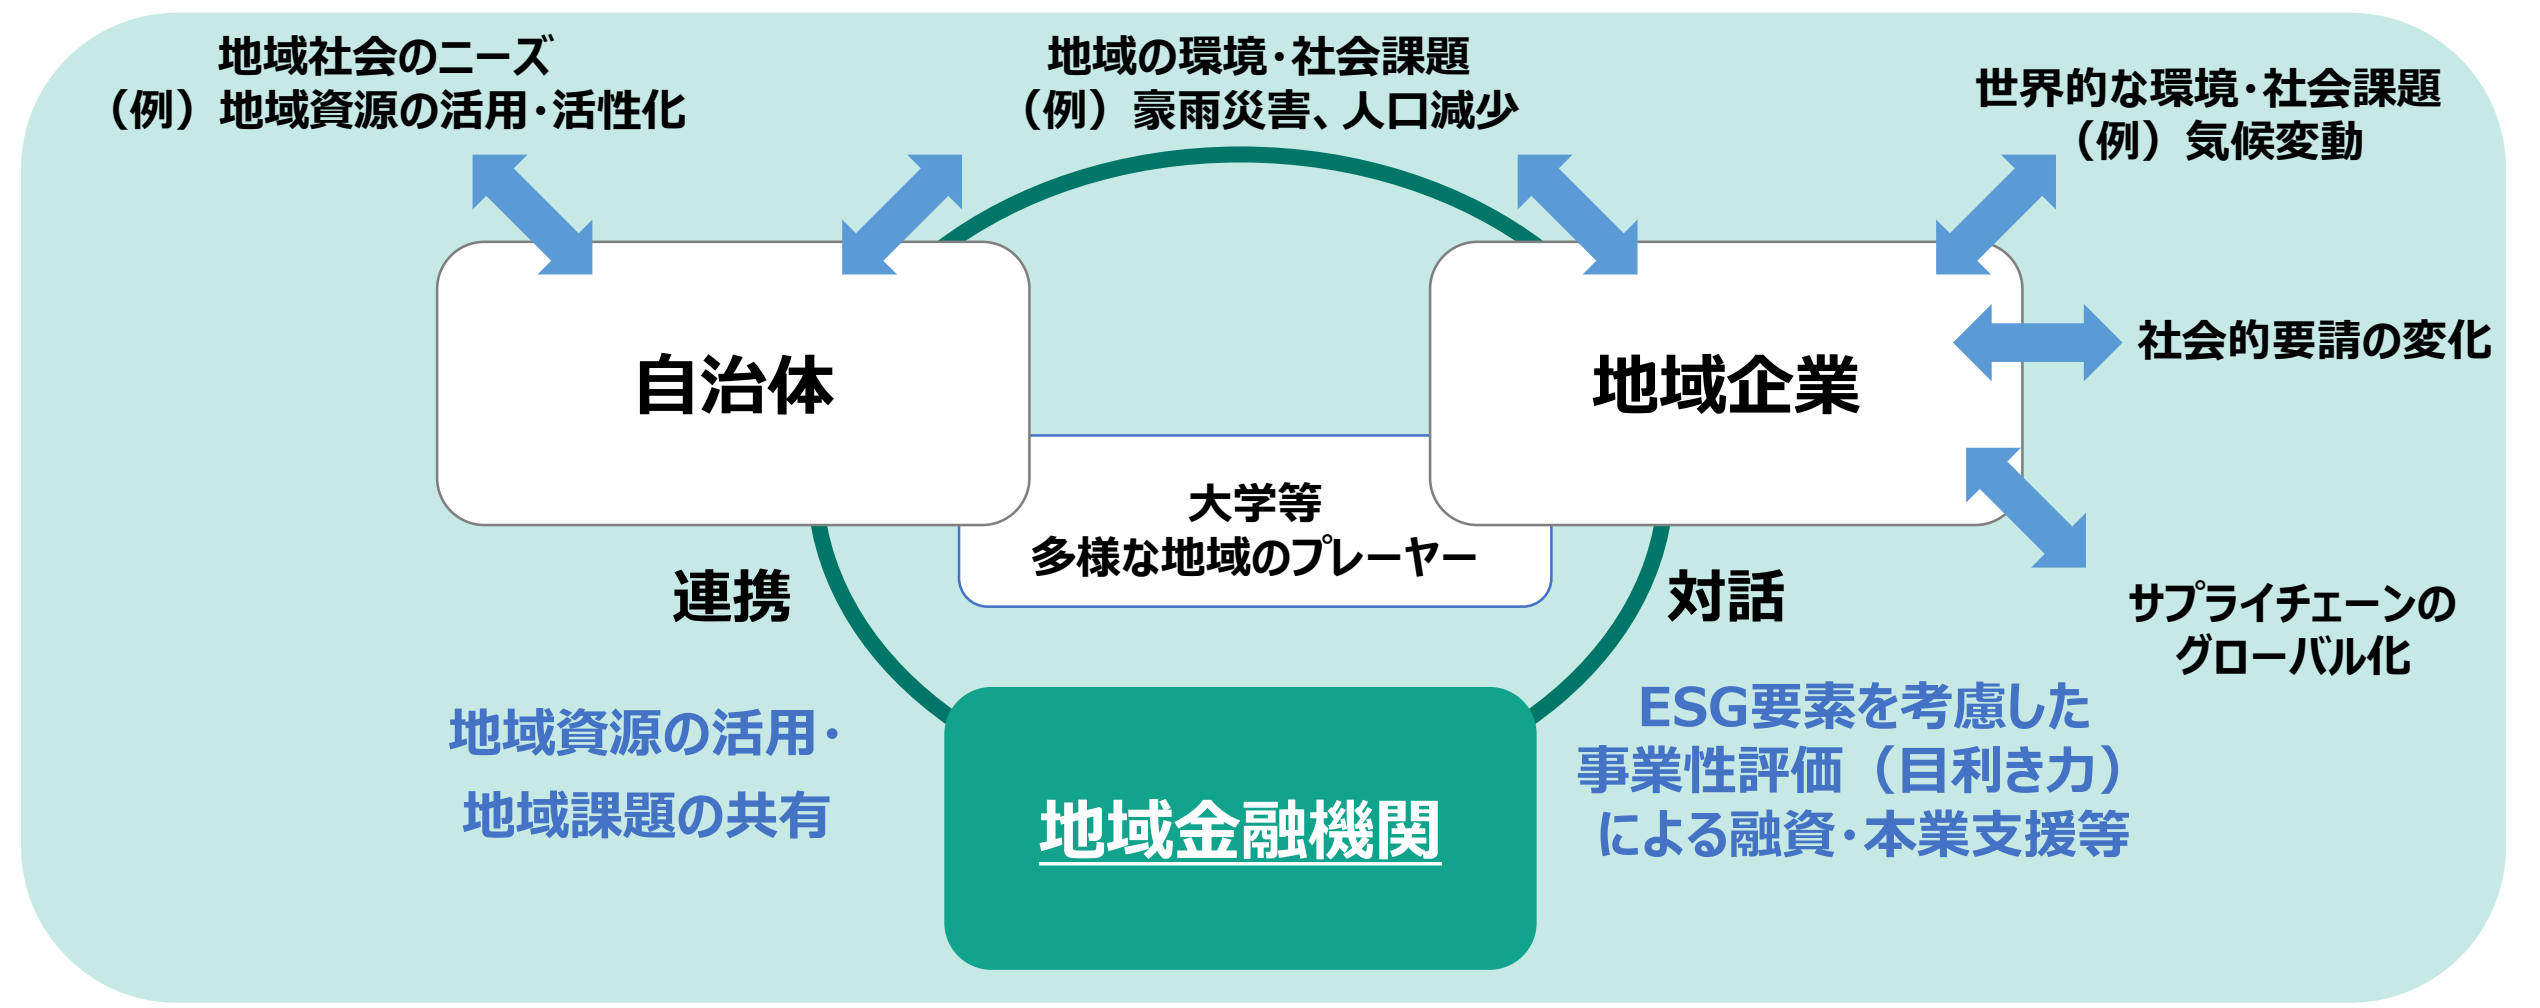 地域社会のニーズ
（例）地域資源の活用・活性化
地域の環境・社会課題
（例）豪雨災害、人口減少
世界的な環境・社会課題
（例）気候変動
自治体
地域企業
社会的要請の変化
大学等
多様な地域のプレーヤー
連携
対話
サプライチェーンの
グローバル化
地域資源の活用・
地域課題の共有
地域金融機関
ESG要素を考慮した
事業性評価（目利き力）
による融資・本業支援等